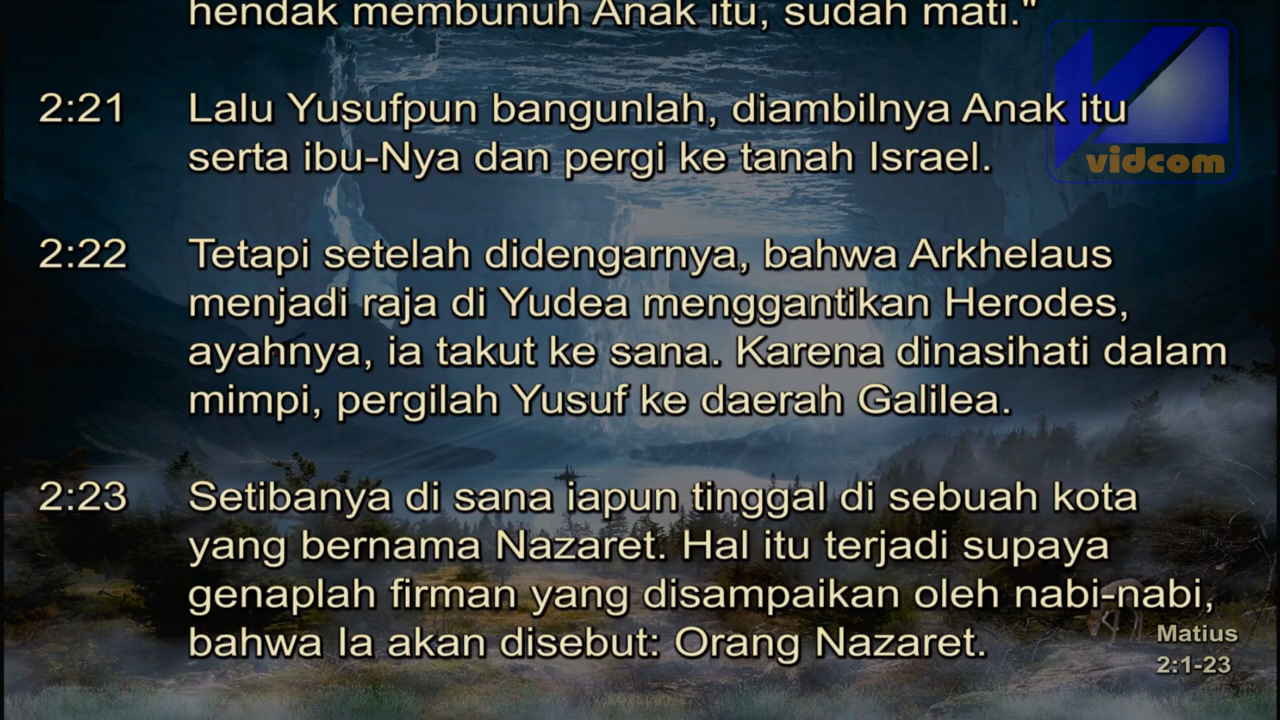 hendak membunuh Anak itu, sudah mati."
2:21 Lalu Yusufpun bangunlah, diambilnya Anak itu
serta ibu-Nya dan pergi ke tanah Israel.
vidcom
2:22 Tetapi setelah didengarnya, bahwa Arkhelaus
menjadi raja di Yudea menggantikan Herodes,
ayahnya, ia takut ke sana. Karena dinasihati dalam
mimpi, pergilah Yusuf ke daerah Galilea.
2:23 Setibanya di sana iapun tinggal di sebuah kota
yang bernama Nazaret. Hal itu terjadi supaya
genaplah firman yang disampaikan oleh nabi-nabi,
bahwa Ia akan disebut: Orang Nazaret.
Matius
2:1-23